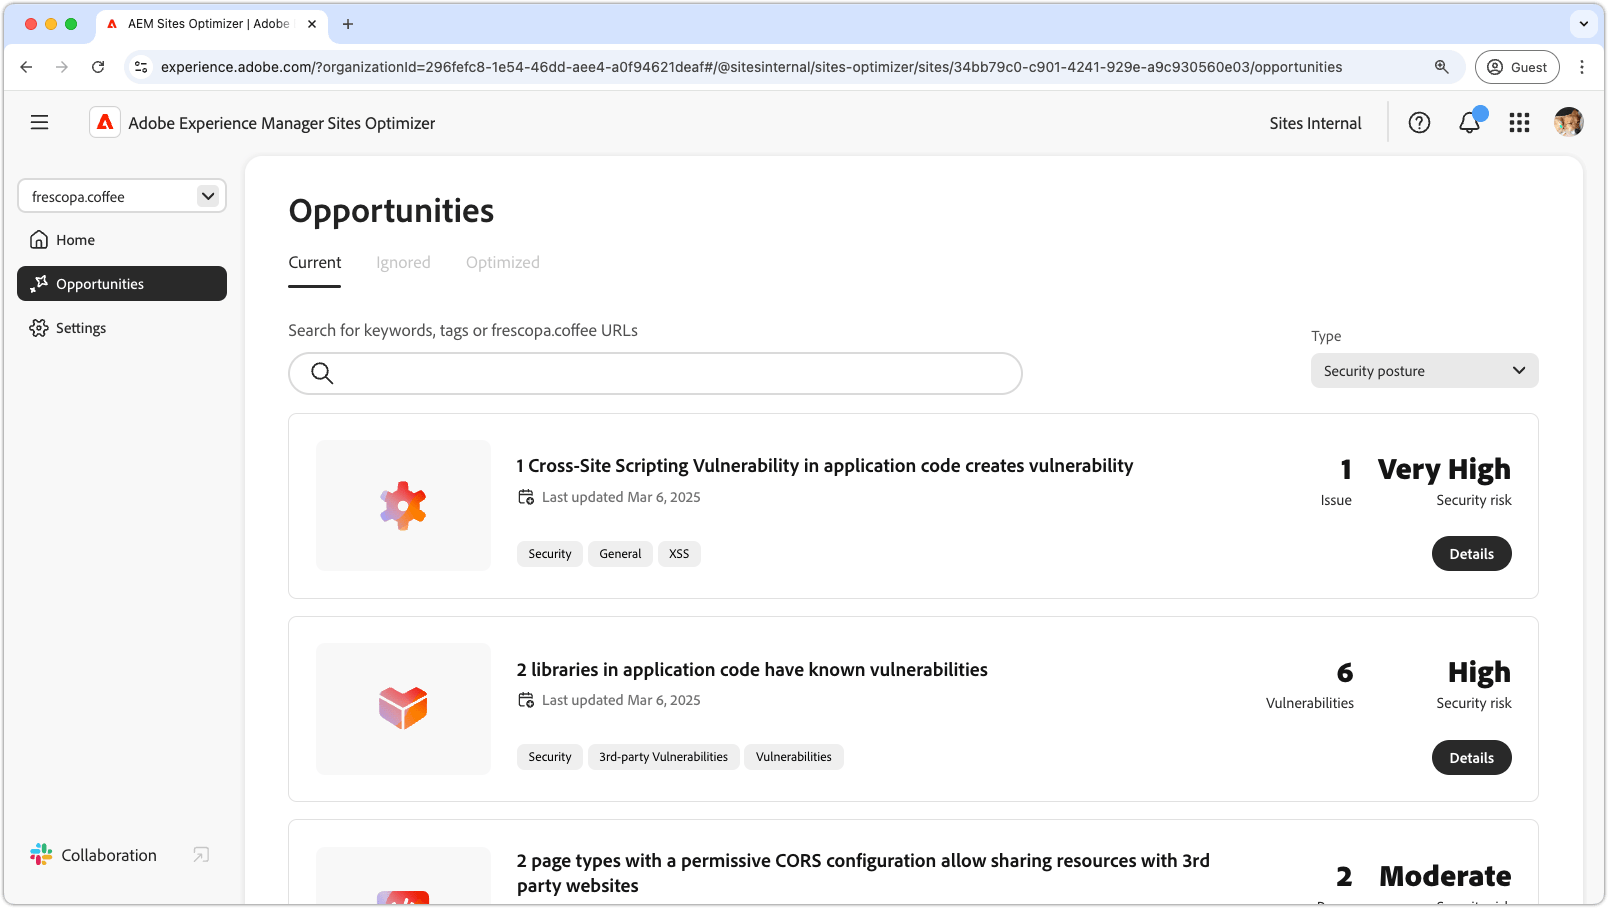 AEM Sites Optimizer | Adobe
experience.adobe.com/?organizationId=296fefc8-1e54-46dd-aee4-a0f94621deaf#/@sitesinternal/sites-optimizer/sites/34bb79c0-c901-4241-929e-a9c930560e03/opportunities
Guest
Adobe Experience Manager Sites Optimizer
Sites Internal
frescopa.coffee
Home
Opportunities
Settings
Collaboration
Opportunities
Current
Ignored
Optimized
Search for keywords, tags or frescopa.coffee URLs
Type
Security posture
1 Cross-Site Scripting Vulnerability in application code creates vulnerability
Last updated Mar 6, 2025
Security
General
XSS
1
Issue
Very High
Security risk
Details
2 libraries in application code have known vulnerabilities
Last updated Mar 6, 2025
Security
3rd-party Vulnerabilities
Vulnerabilities
6
Vulnerabilities
High
Security risk
Details
2 page types with a permissive CORS configuration allow sharing resources with 3rd
party websites
2
Moderate